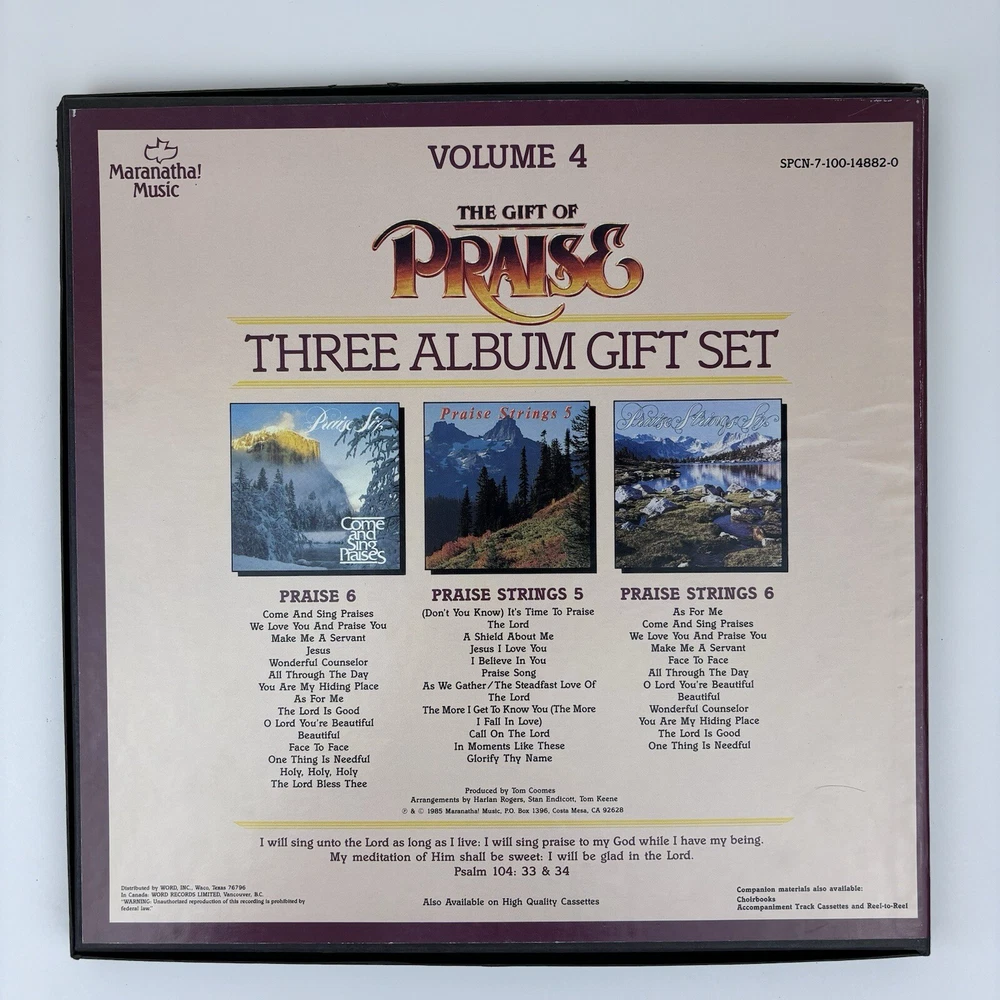 Maranatha!
Music
VOLUME 4
SPCN-7-100-14882-0
THE GIFT OF
PRAISE
THREE ALBUM GIFT SET
Praise Six
Come
and
Sing
Praises
Praise Strings 5
Praise Strings Six
PRAISE 6
Come And Sing Praises
We Love You And Praise You
Make Me A Servant
Jesus
Wonderful Counselor
All Through The Day
You Are My Hiding Place
As For Me
The Lord Is Good
O Lord You're Beautiful
Beautiful
Face To Face
One Thing Is Needful
Holy, Holy, Holy
The Lord Bless Thee
PRAISE STRINGS 5
(Don't You Know) It's Time To Praise
The Lord
A Shield About Me
Jesus I Love You
I Believe In You
Praise Song
As We Gather/The Steadfast Love Of
The Lord
The More I Get To Know You (The More
I Fall In Love)
Call On The Lord
In Moments Like These
Glorify Thy Name
PRAISE STRINGS 6
As For Me
Come And Sing Praises
We Love You And Praise You
Make Me A Servant
Face To Face
All Through The Day
O Lord You're Beautiful
Beautiful
Wonderful Counselor
You Are My Hiding Place
The Lord Is Good
One Thing Is Needful
Produced by Tom Coomes
Arrangements by Harlan Rogers, Stan Endicott, Tom Keene
℗ & © 1985 Maranatha! Music, P.O. Box 1396, Costa Mesa, CA 92628
I will sing unto the Lord as long as I live: I will sing praise to my God while I have my being.
My meditation of Him shall be sweet: I will be glad in the Lord.
Psalm 104: 33 & 34
Distributed by WORD, INC., Waco, Texas 76796
In Canada: WORD RECORDS LIMITED, Vancouver, B.C.
"WARNING: Unauthorized reproduction of this recording is prohibited by
federal law."
Also Available on High Quality Cassettes
Companion materials also available:
Choirbooks
Accompaniment Track Cassettes and Reel-to-Reel